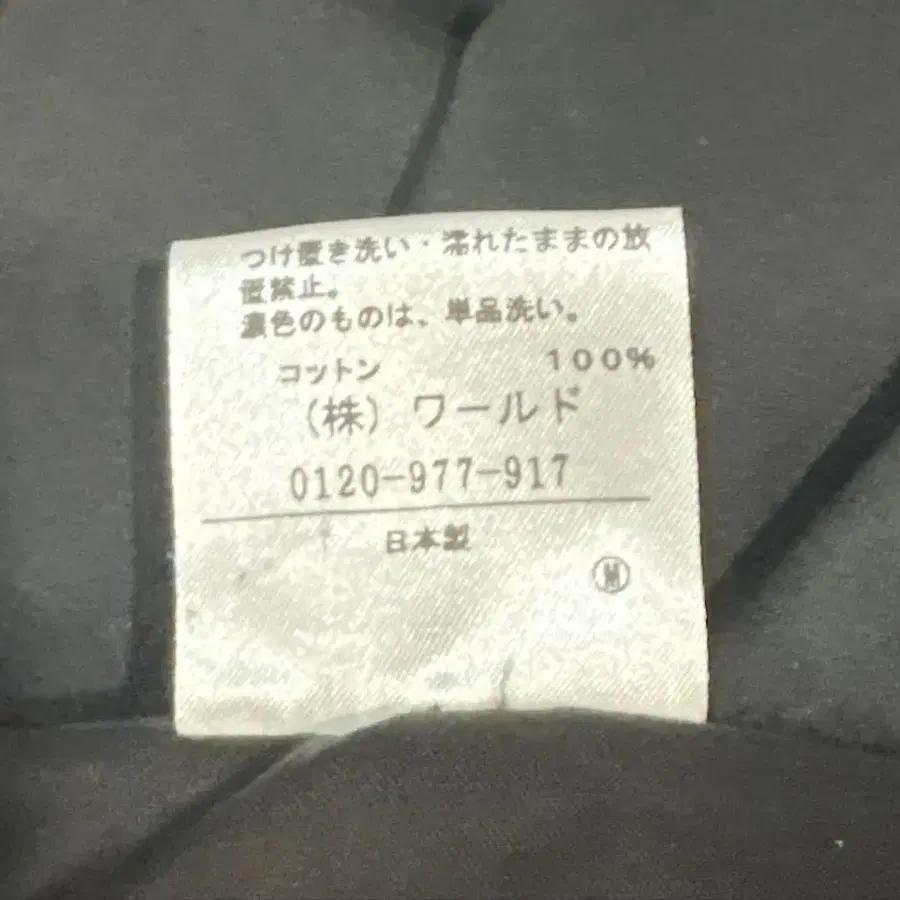 つけ置き洗い・濡れたままの放
置禁止。
濃色のものは、単品洗い。
コットン 100%
(株) ワールド
0120-977-917
日本製
Ⓜ